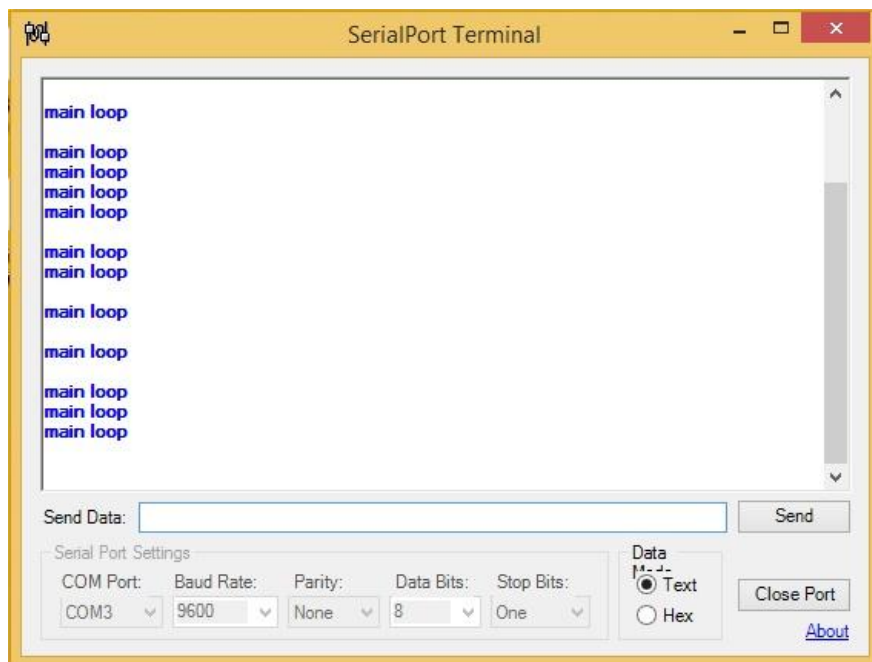 SerialPort Terminal
main loop
main loop
main loop
main loop
main loop
main loop
main loop
main loop
main loop
main loop
main loop
main loop
Send Data:
Send
Serial Port Settings
COM Port: Baud Rate: Parity: Data Bits: Stop Bits:
COM3 9600 None 8 One
Data
Text
Hex
Close Port
About